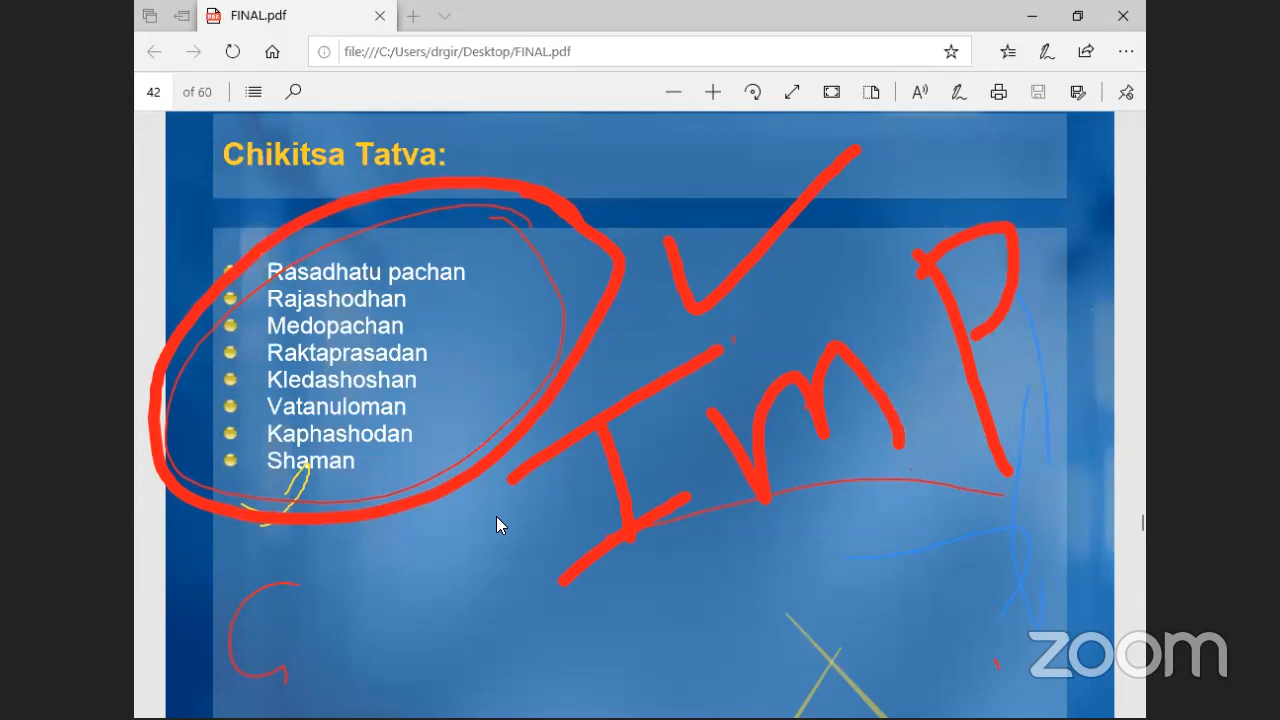 FINAL.pdf
file:///C:/Users/drgir/Desktop/FINAL.pdf
42 of 60
Chikitsa Tatva:
Rasadhatu pachan
Rajashodhan
Medopachan
Raktaprasadan
Kledashoshan
Vatanuloman
Kaphashodan
Shaman
ImP
zoom